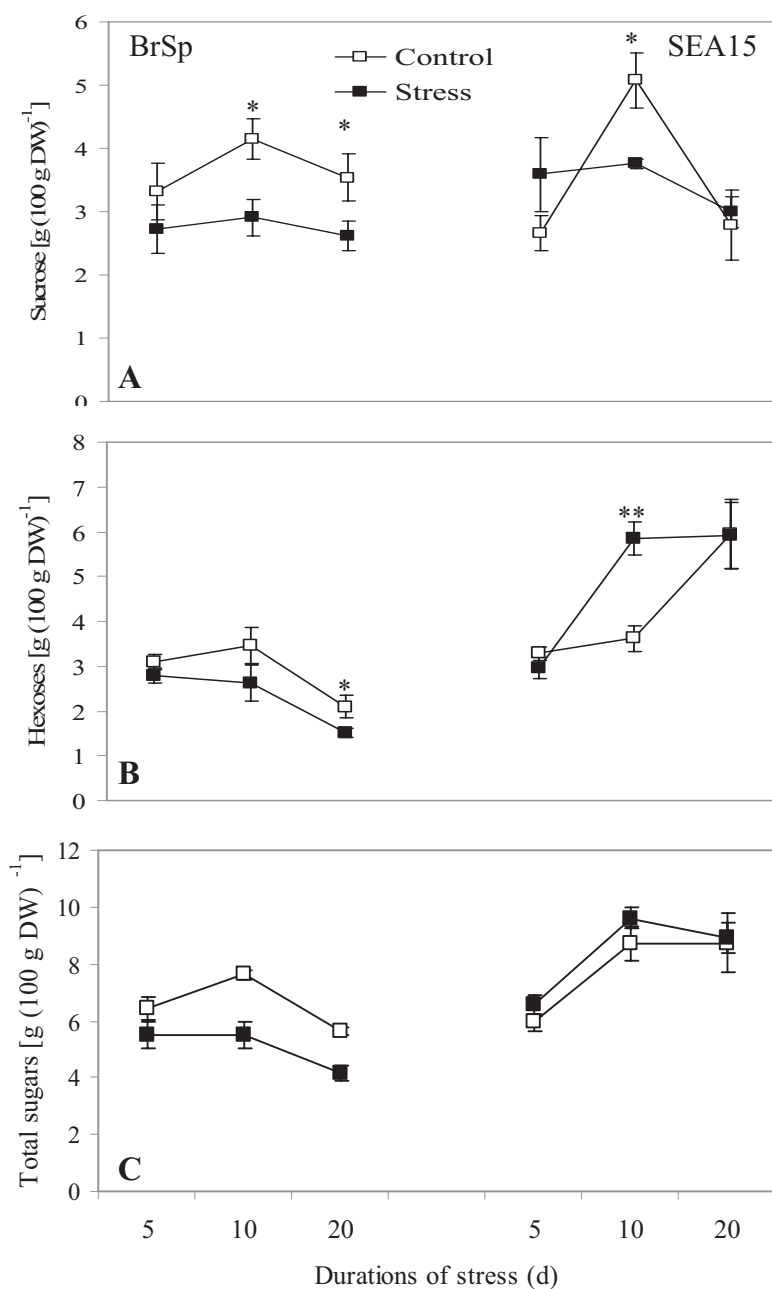 BrSp
SEA15
Control
Stress
*
*
*
6
5
4
3
2
1
0
Sucrose [g (100 g DW)-1]
A
8
7
6
5
4
3
2
1
0
Hexoses [g (100 g DW)-1]
*
**
B
12
10
8
6
4
2
0
Total sugars [g (100 g DW) -1]
C
5 10 20 5 10 20
Durations of stress (d)